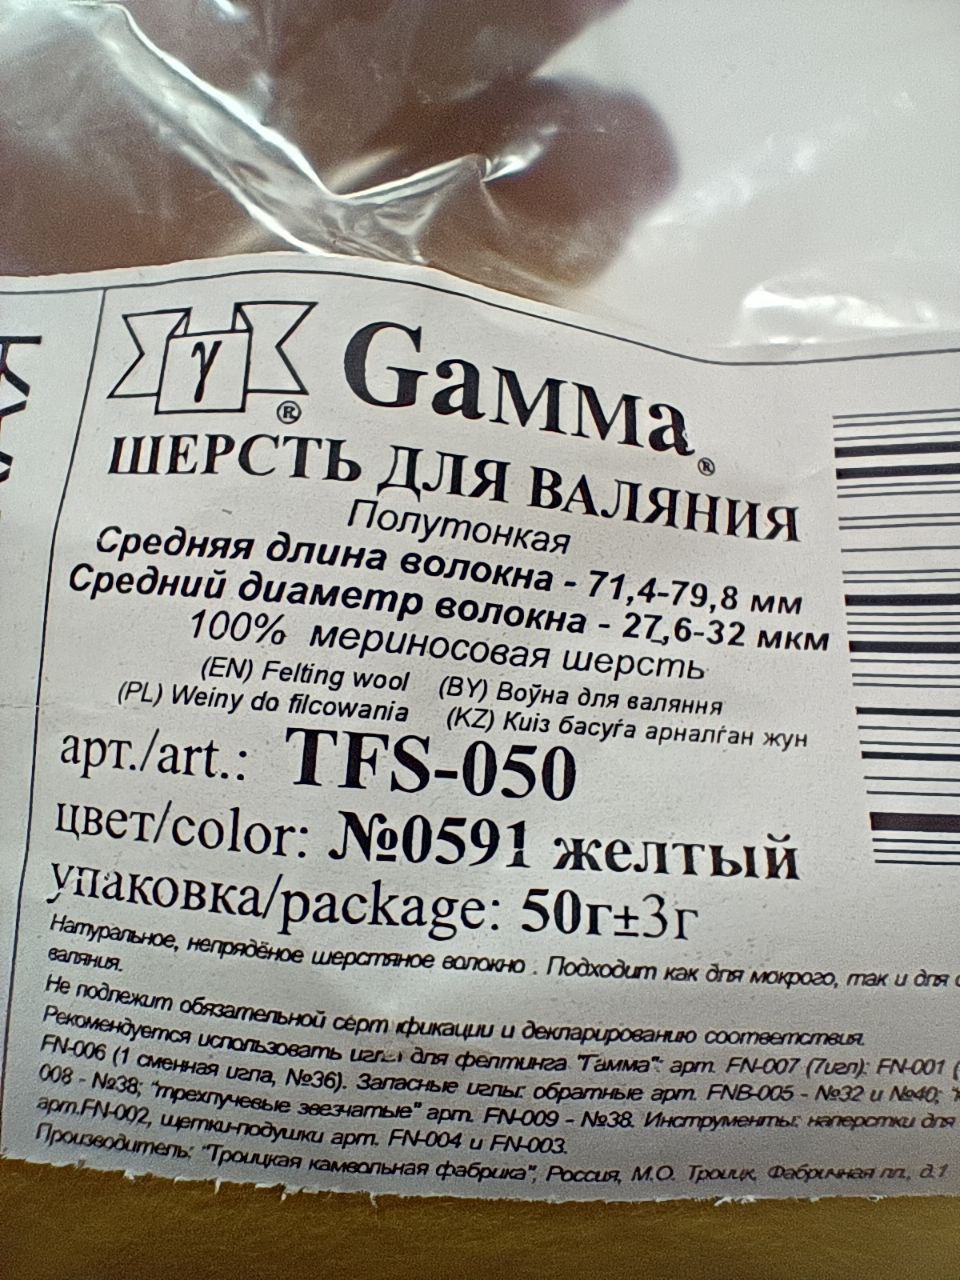 γ
®
Gamma®
ШЕРСТЬ ДЛЯ ВАЛЯНИЯ
Полутонкая
Средняя длина волокна - 71,4-79,8 мм
Средний диаметр волокна - 27,6-32 мкм
100% мериносовая шерсть
(EN) Felting wool (BY) Воўна для валяння
(PL) Weiny do filcowania (KZ) Киіз басуѓа арналѓан жун
арт./art.: TFS-050
цвет/color: №0591 желтый
упаковка/package: 50г±3г
Натуральное, непрядёное шерстяное волокно . Подходит как для мокрого, так и для
валяния.
Не подлежит обязательной сертификации и декларированию соответствия.
Рекомендуется использовать иглы для фелтинга "Гамма": арт. FN-007 (7игл): FN-001
FN-006 (1 сменная игла, №36). Запасные иглы: обратные арт. FNB-005 - №32 и №40;
008 - №38; "трехлучевые звезчатые" арт. FN-009 - №38. Инструменты: наперстки для
арт.FN-002, щетки-подушки арт. FN-004 и FN-003.
Производитель: "Троицкая камвольная фабрика", Россия, М.О. Троицк, Фабричная пл., д.1